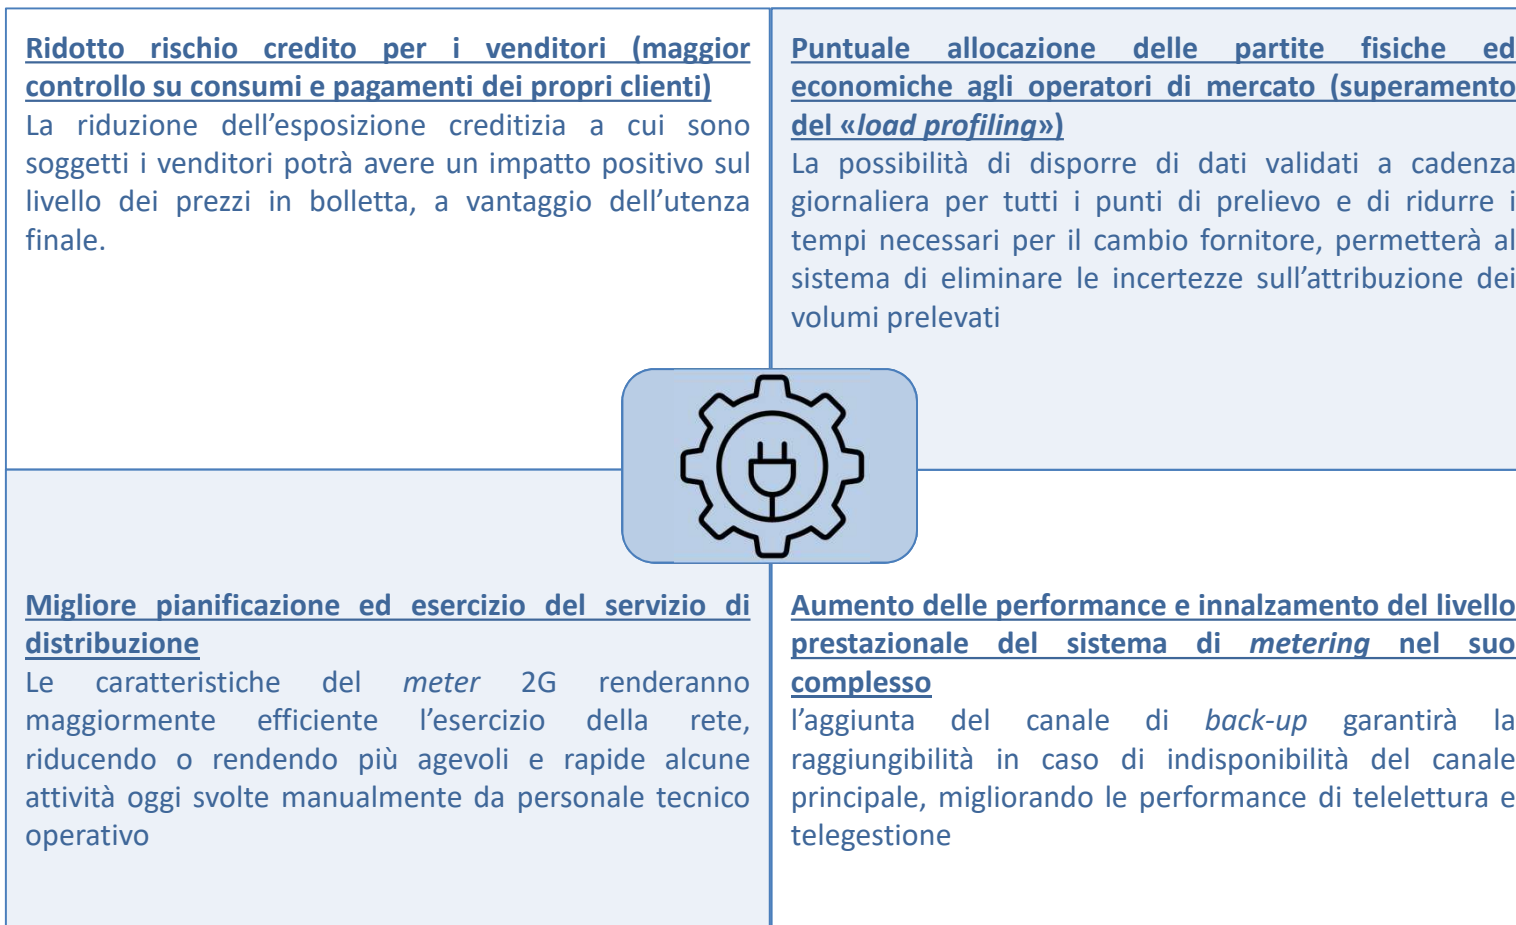 Ridotto rischio credito per i venditori (maggior
controllo su consumi e pagamenti dei propri clienti)
La riduzione dell’esposizione creditizia a cui sono
soggetti i venditori potrà avere un impatto positivo sul
livello dei prezzi in bolletta, a vantaggio dell’utenza
finale.
Puntuale allocazione delle partite fisiche ed
economiche agli operatori di mercato (superamento
del «load profiling»)
La possibilità di disporre di dati validati a cadenza
giornaliera per tutti i punti di prelievo e di ridurre i
tempi necessari per il cambio fornitore, permetterà al
sistema di eliminare le incertezze sull’attribuzione dei
volumi prelevati
Migliore pianificazione ed esercizio del servizio di
distribuzione
Le caratteristiche del meter 2G renderanno
maggiormente efficiente l’esercizio della rete,
riducendo o rendendo più agevoli e rapide alcune
attività oggi svolte manualmente da personale tecnico
operativo
Aumento delle performance e innalzamento del livello
prestazionale del sistema di metering nel suo
complesso
l’aggiunta del canale di back-up garantirà la
raggiungibilità in caso di indisponibilità del canale
principale, migliorando le performance di telelettura e
telegestione